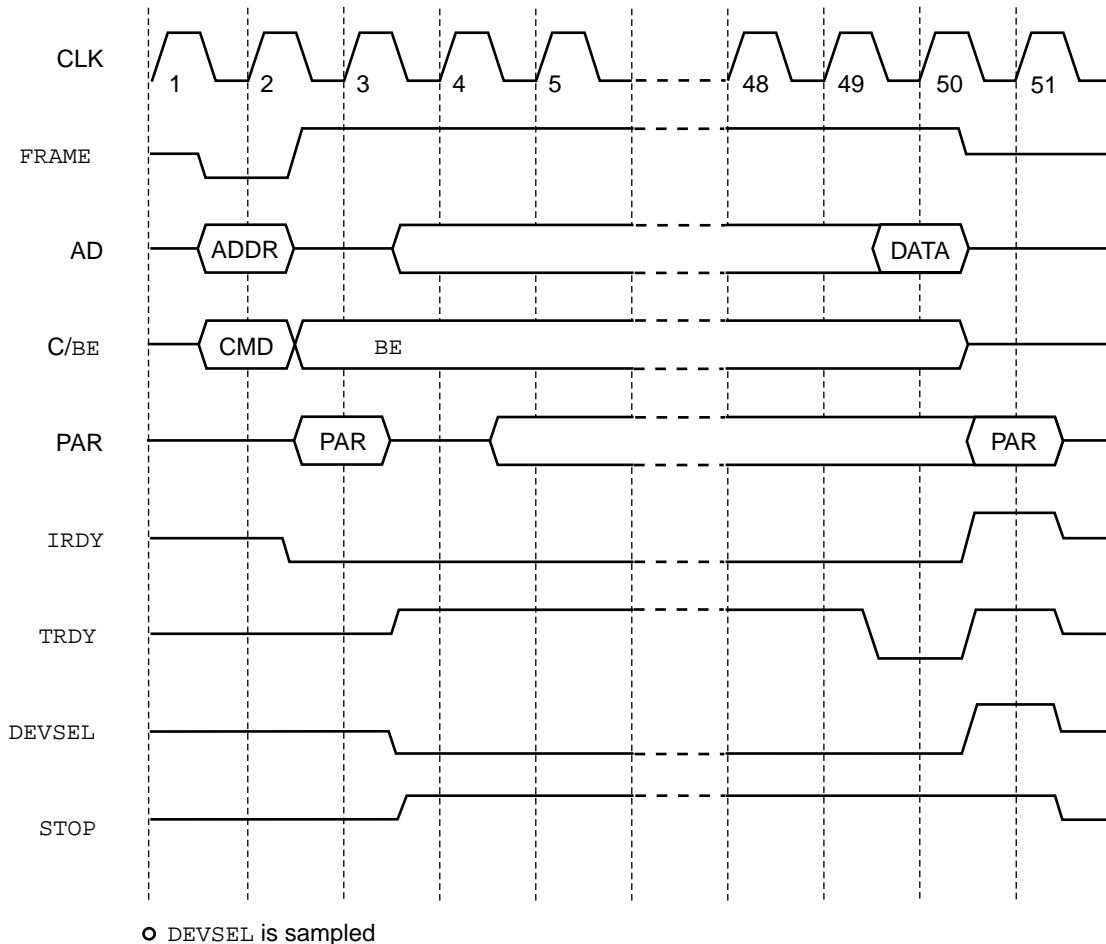 CLK
1 2 3 4 5 48 49 50 51
FRAME
AD ADDR DATA
C/BE CMD BE
PAR PAR PAR
IRDY
TRDY
DEVSEL
STOP
DEVSEL is sampled